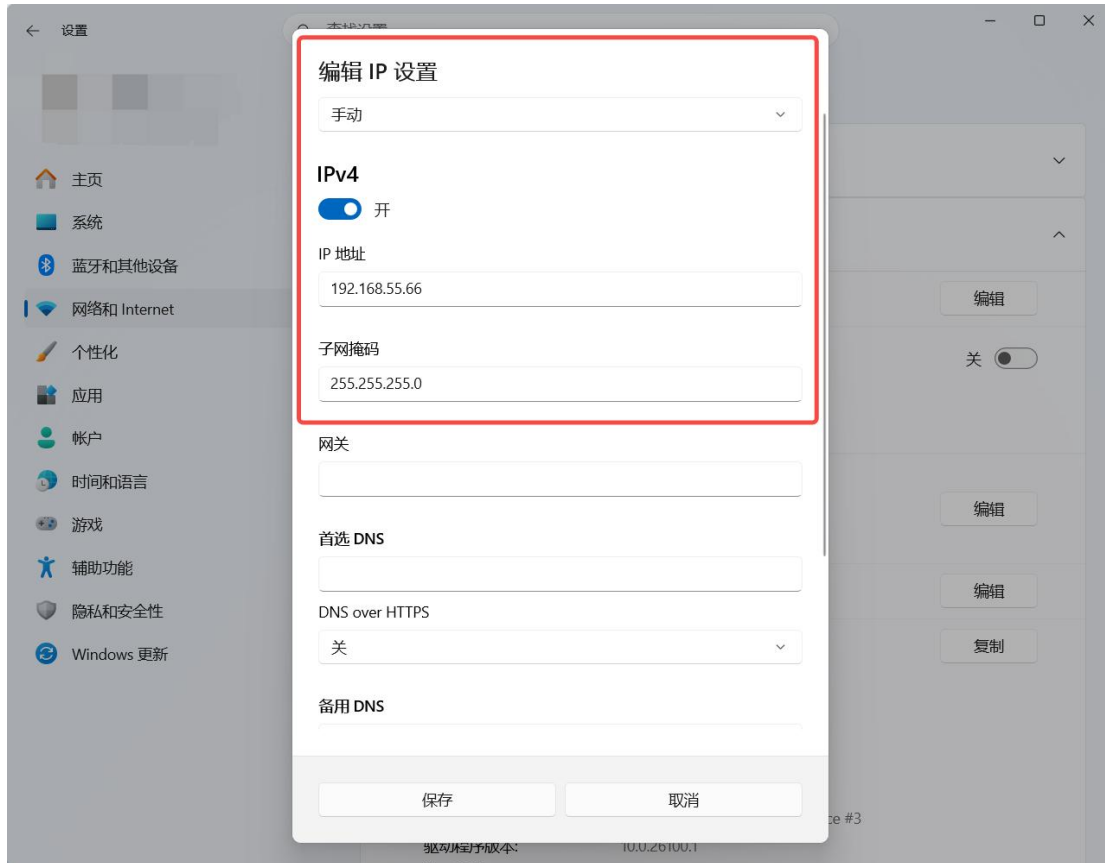 设置
查找设置
主页
系统
蓝牙和其他设备
网络和 Internet
个性化
应用
帐户
时间和语言
游戏
辅助功能
隐私和安全性
Windows 更新
编辑 IP 设置
手动
IPv4
开
IP 地址
192.168.55.66
子网掩码
255.255.255.0
网关
首选 DNS
DNS over HTTPS
关
备用 DNS
保存
取消
编辑
关
编辑
编辑
复制
ce #3
驱动程序版本:
10.0.26100.1